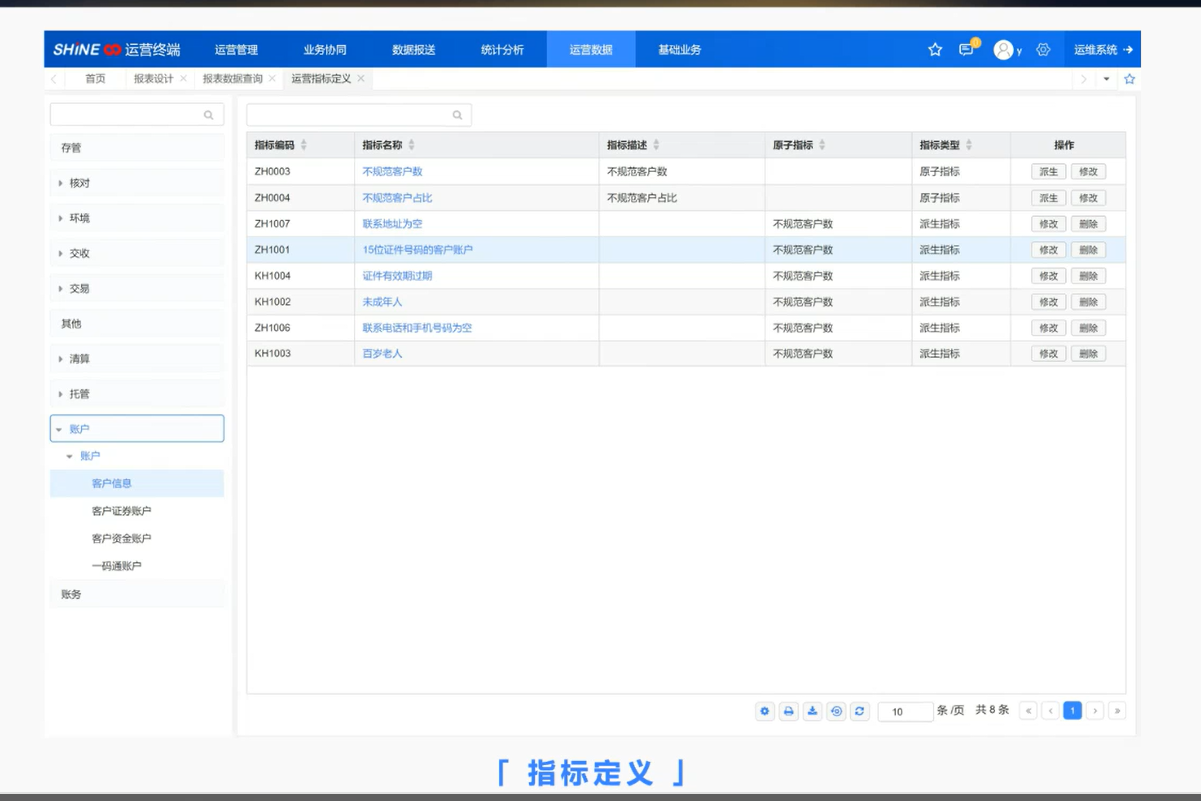 SHiNE 运营终端 运营管理 业务协同 数据报送 统计分析 运营数据 基础业务 y 运维系统
首页 报表设计 报表数据查询 运营指标定义
指标编码 指标名称 指标描述 原子指标 指标类型 操作
ZH0003 不规范客户数 不规范客户数 原子指标 派生 修改
ZH0004 不规范客户占比 不规范客户占比 原子指标 派生 修改
ZH1007 联系地址为空 不规范客户数 派生指标 修改 删除
ZH1001 15位证件号码的客户账户 不规范客户数 派生指标 修改 删除
KH1004 证件有效期过期 不规范客户数 派生指标 修改 删除
KH1002 未成年人 不规范客户数 派生指标 修改 删除
ZH1006 联系电话和手机号码为空 不规范客户数 派生指标 修改 删除
KH1003 百岁老人 不规范客户数 派生指标 修改 删除
存管
核对
环境
交收
交易
其他
清算
托管
账户
账户
客户信息
客户证券账户
客户资金账户
一码通账户
账务
10 条/页 共 8 条 « ‹ 1 › »
「 指标定义 」